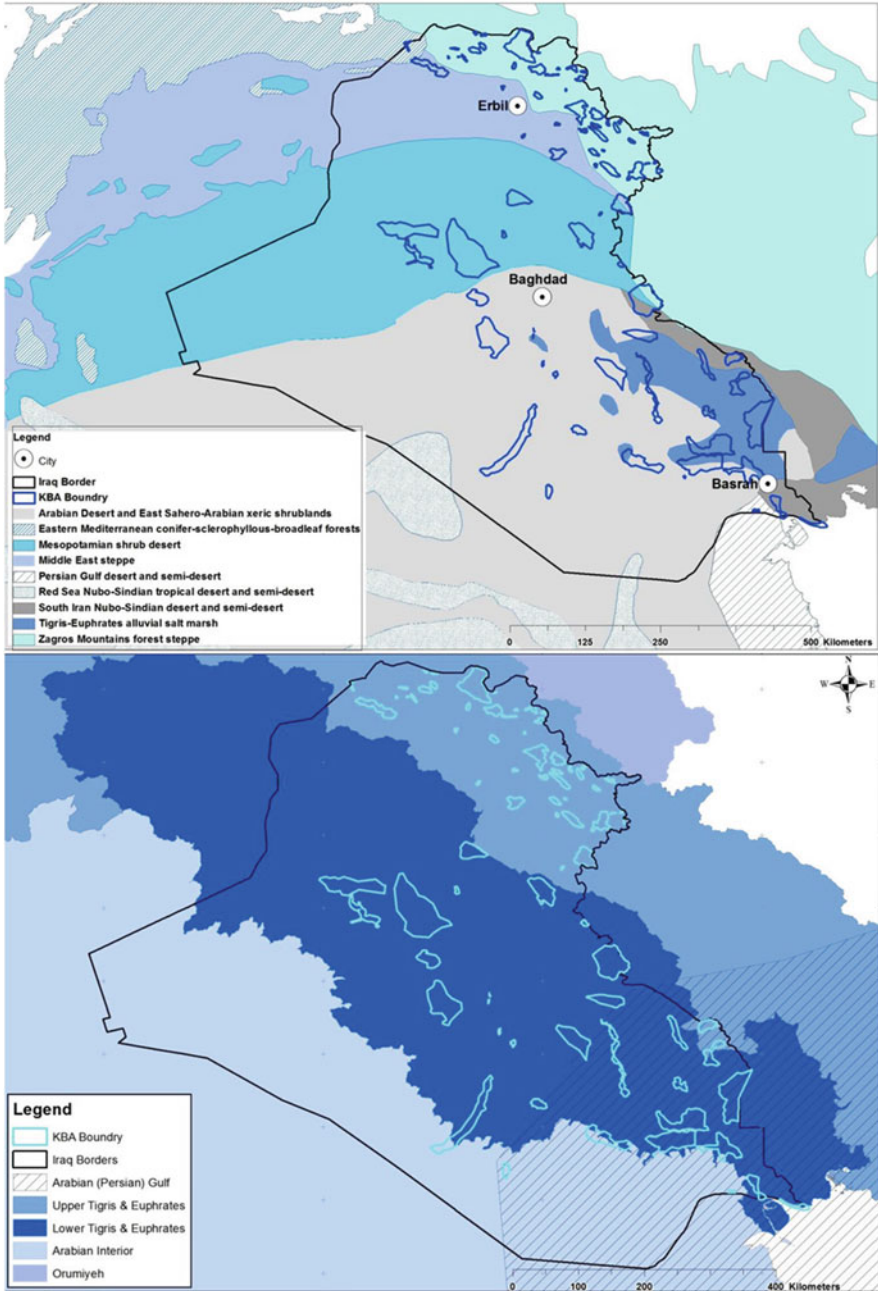 Erbil
Baghdad
Basrah
Legend
City
Iraq Border
KBA Boundry
Arabian Desert and East Sahero-Arabian xeric shrublands
Eastern Mediterranean conifer-sclerophyllous-broadleaf forests
Mesopotamian shrub desert
Middle East steppe
Persian Gulf desert and semi-desert
Red Sea Nubo-Sindian tropical desert and semi-desert
South Iran Nubo-Sindian desert and semi-desert
Tigris-Euphrates alluvial salt marsh
Zagros Mountains forest steppe
0 125 250 500 Kilometers
N
W E
S
Legend
KBA Boundry
Iraq Borders
Arabian (Persian) Gulf
Upper Tigris & Euphrates
Lower Tigris & Euphrates
Arabian Interior
Orumiyeh
0 100 200 400 Kilometers